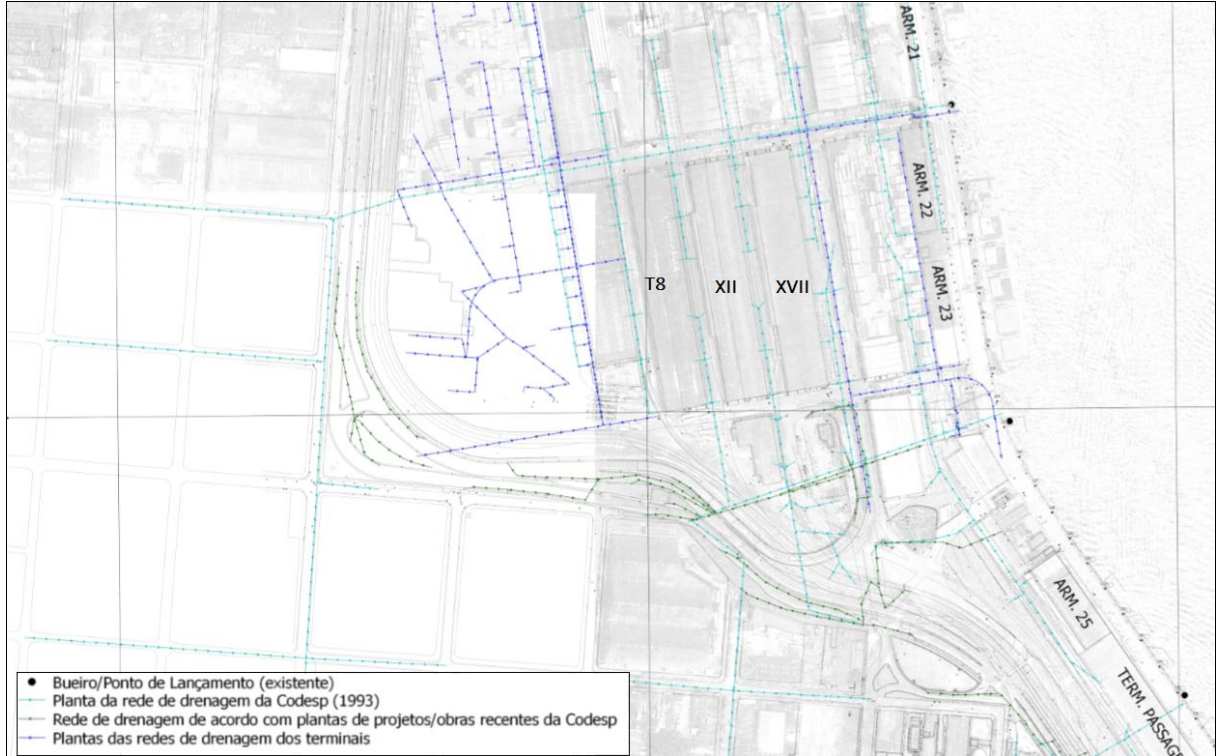 ARM. 21
ARM. 22
ARM. 23
T8
XII
XVII
ARM. 25
TERM. PASSAG
Bueiro/Ponto de Lançamento (existente)
Planta da rede de drenagem da Codesp (1993)
Rede de drenagem de acordo com plantas de projetos/obras recentes da Codesp
Plantas das redes de drenagem dos terminais